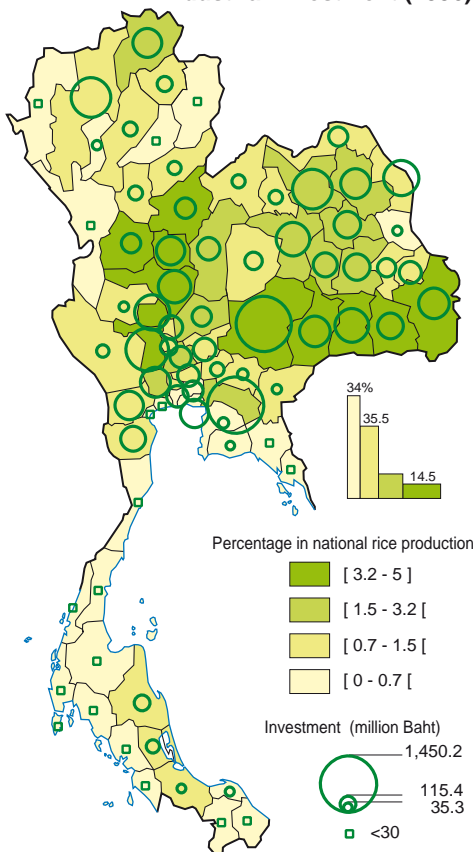 34%
35.5
14.5
Percentage in national rice production
[ 3.2 - 5 ]
[ 1.5 - 3.2 [
[ 0.7 - 1.5 [
[ 0 - 0.7 [
Investment (million Baht)
1,450.2
115.4
35.3
<30